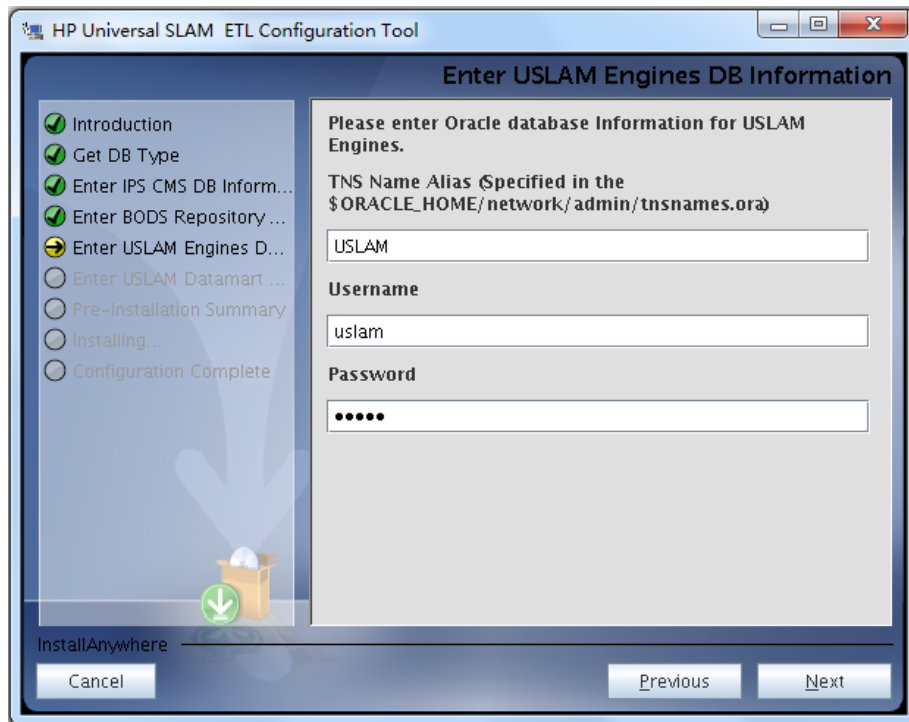 HP Universal SLAM ETL Configuration Tool
Enter USLAM Engines DB Information
Introduction
Get DB Type
Enter IPS CMS DB Inform...
Enter BODS Repository ...
Enter USLAM Engines D...
Enter USLAM Datamart ...
Pre-Installation Summary
Installing...
Configuration Complete
Please enter Oracle database Information for USLAM
Engines.
TNS Name Alias (Specified in the
$ORACLE_HOME/network/admin/tnsnames.ora)
USLAM
Username
uslam
Password
•••••
InstallAnywhere
Cancel
Previous
Next